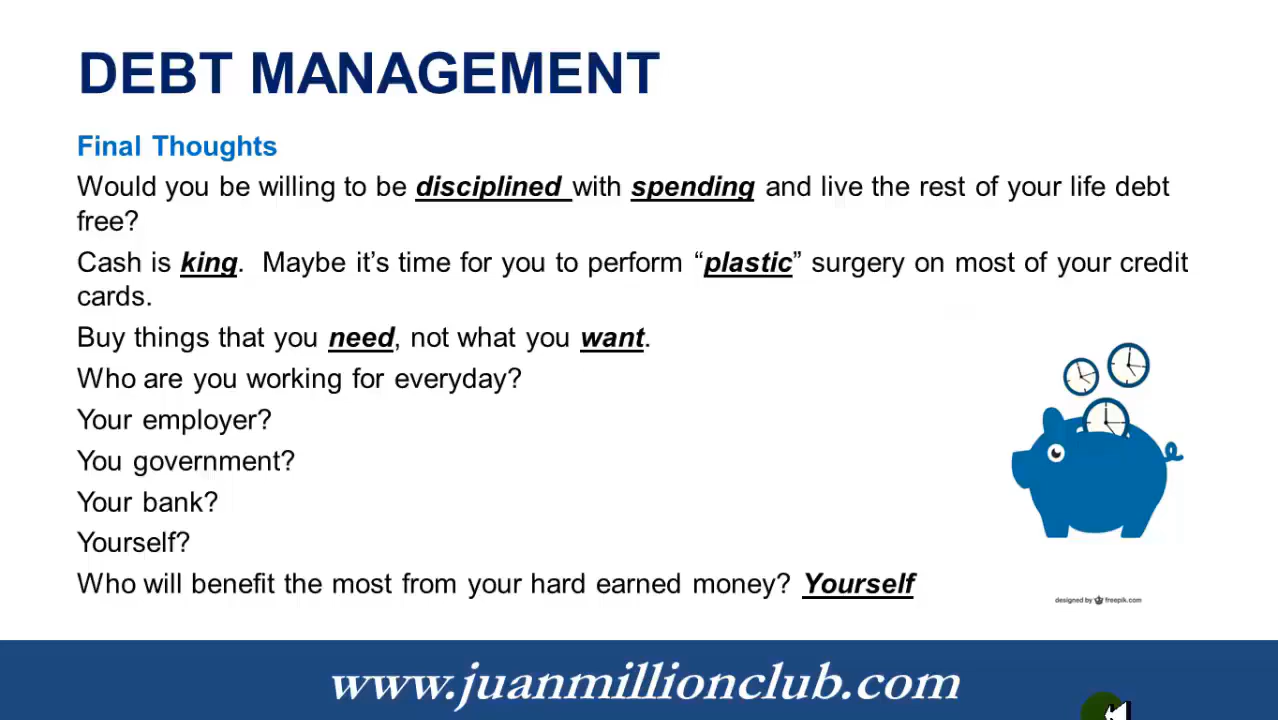 DEBT MANAGEMENT
Final Thoughts
Would you be willing to be disciplined with spending and live the rest of your life debt
free?
Cash is king.  Maybe it’s time for you to perform “plastic” surgery on most of your credit
cards.
Buy things that you need, not what you want.
Who are you working for everyday?
Your employer?
You government?
Your bank?
Yourself?
Who will benefit the most from your hard earned money? Yourself
designed by freepik.com
www.juanmillionclub.com